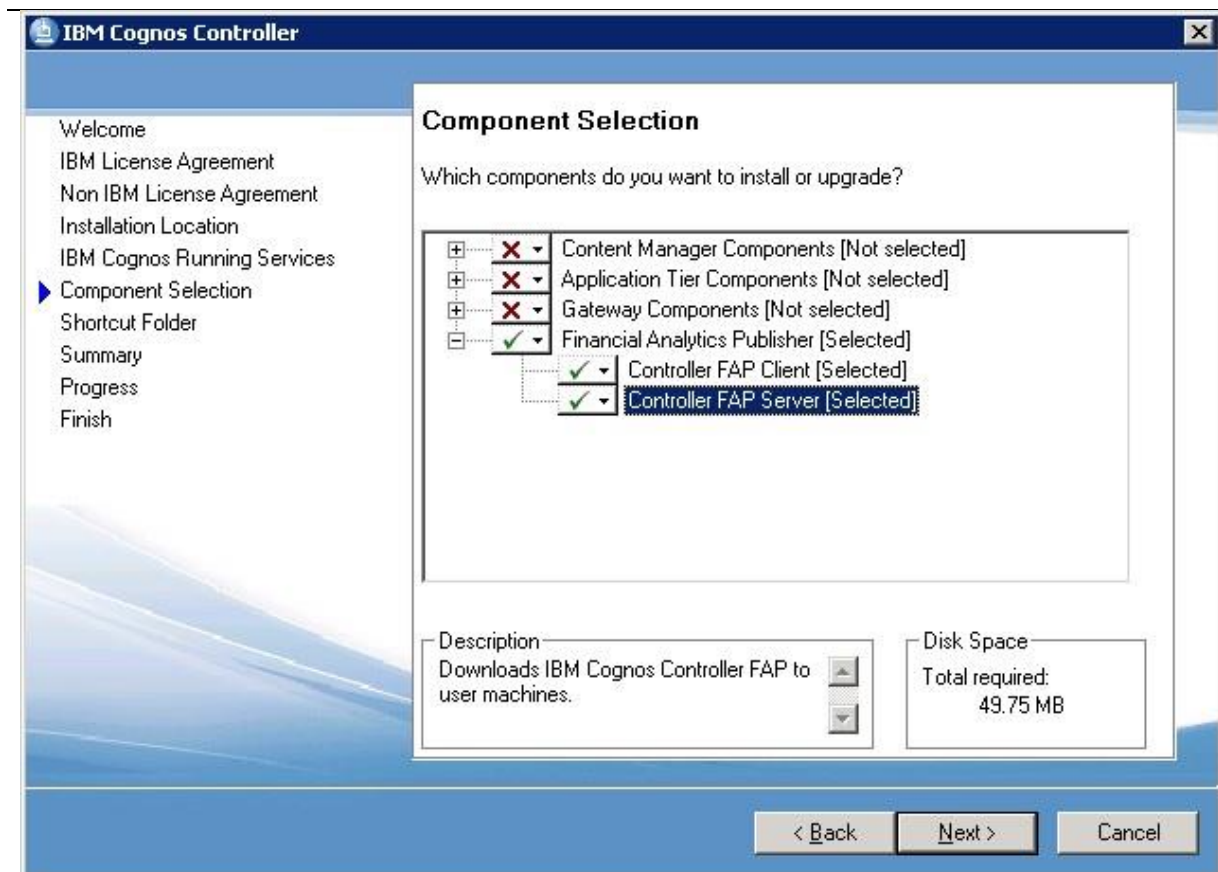 IBM Cognos Controller
Welcome
IBM License Agreement
Non IBM License Agreement
Installation Location
IBM Cognos Running Services
Component Selection
Shortcut Folder
Summary
Progress
Finish
Component Selection
Which components do you want to install or upgrade?
Content Manager Components [Not selected]
Application Tier Components [Not selected]
Gateway Components [Not selected]
Financial Analytics Publisher [Selected]
Controller FAP Client [Selected]
Controller FAP Server [Selected]
Description
Downloads IBM Cognos Controller FAP to
user machines.
Disk Space
Total required:
49.75 MB
< Back
Next >
Cancel